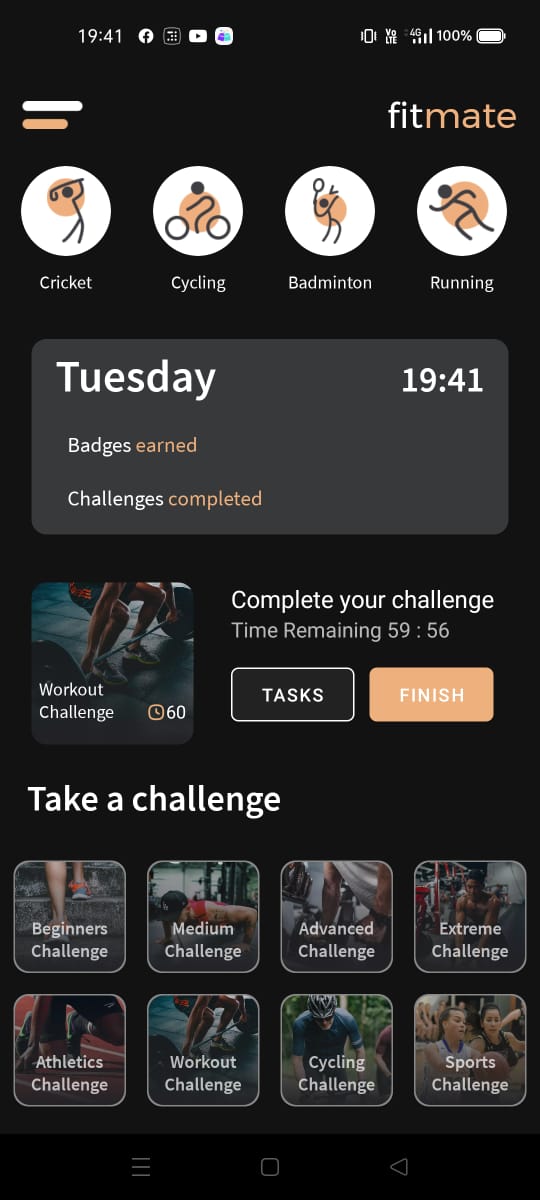 19:41 Vo LTE 4G 100%
fitmate
Cricket Cycling Badminton Running
Tuesday 19:41
Badges earned
Challenges completed
Complete your challenge
Time Remaining 59 : 56
Workout
Challenge 60
TASKS FINISH
Take a challenge
Beginners Challenge
Medium Challenge
Advanced Challenge
Extreme Challenge
Athletics Challenge
Workout Challenge
Cycling Challenge
Sports Challenge